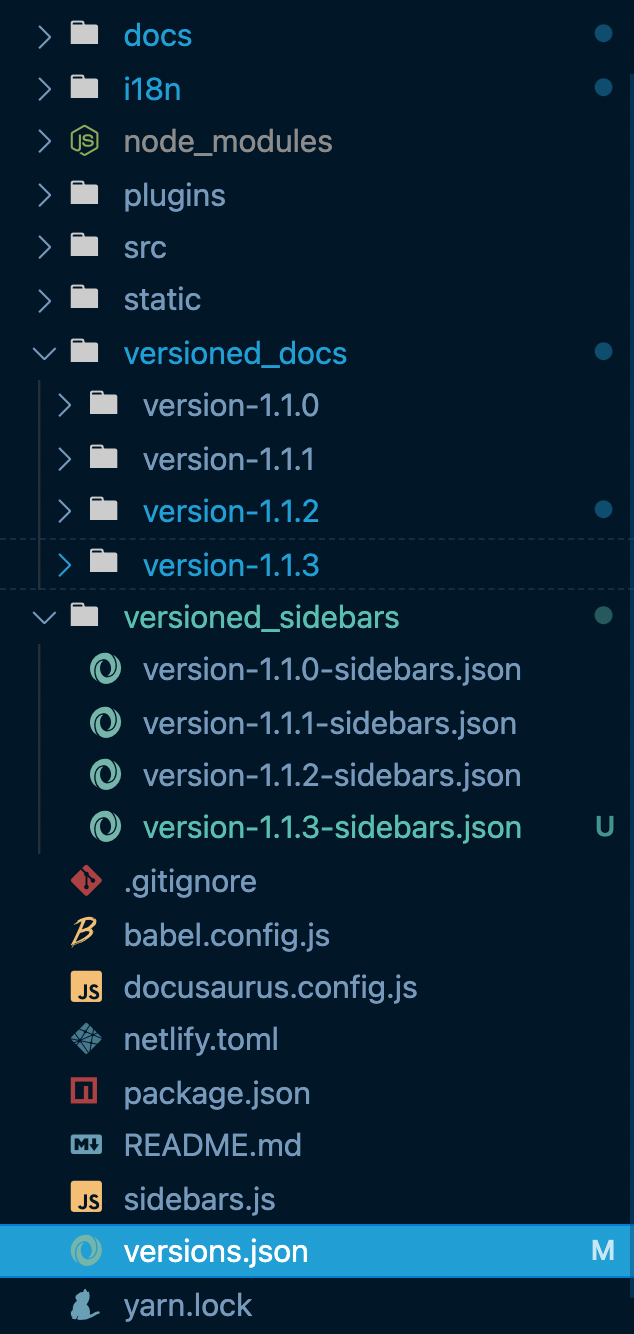 docs
i18n
JS node_modules
plugins
src
static
versioned_docs
version-1.1.0
version-1.1.1
version-1.1.2
version-1.1.3
versioned_sidebars
version-1.1.0-sidebars.json
version-1.1.1-sidebars.json
version-1.1.2-sidebars.json
version-1.1.3-sidebars.json U
.gitignore
B babel.config.js
JS docusaurus.config.js
netlify.toml
package.json
M README.md
JS sidebars.js
versions.json M
yarn.lock